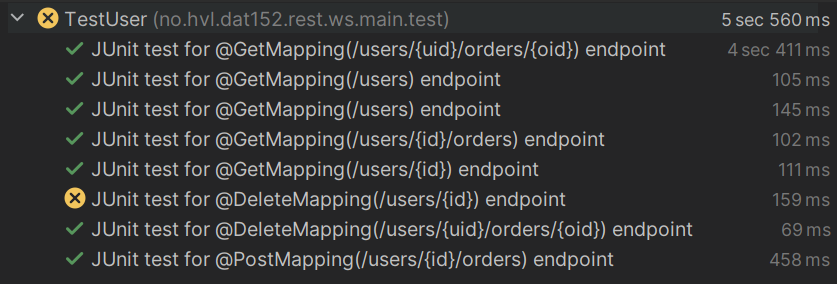 TestUser (no.hvl.dat152.rest.ws.main.test) 5 sec 560 ms
JUnit test for @GetMapping(/users/{uid}/orders/{oid}) endpoint 4 sec 411 ms
JUnit test for @GetMapping(/users) endpoint 105 ms
JUnit test for @GetMapping(/users) endpoint 145 ms
JUnit test for @GetMapping(/users/{id}/orders) endpoint 102 ms
JUnit test for @GetMapping(/users/{id}) endpoint 111 ms
JUnit test for @DeleteMapping(/users/{id}) endpoint 159 ms
JUnit test for @DeleteMapping(/users/{uid}/orders/{oid}) endpoint 69 ms
JUnit test for @PostMapping(/users/{id}/orders) endpoint 458 ms